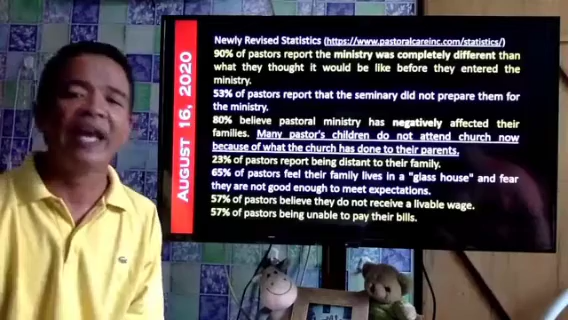 AUGUST 16, 2020
Newly Revised Statistics (https://www.pastoralcareinc.com/statistics/)
90% of pastors report the ministry was completely different than
what they thought it would be like before they entered the
ministry.
53% of pastors report that the seminary did not prepare them for
the ministry.
80% believe pastoral ministry has negatively affected their
families. Many pastor's children do not attend church now
because of what the church has done to their parents.
23% of pastors report being distant to their family.
65% of pastors feel their family lives in a "glass house" and fear
they are not good enough to meet expectations.
57% of pastors believe they do not receive a livable wage.
57% of pastors being unable to pay their bills.